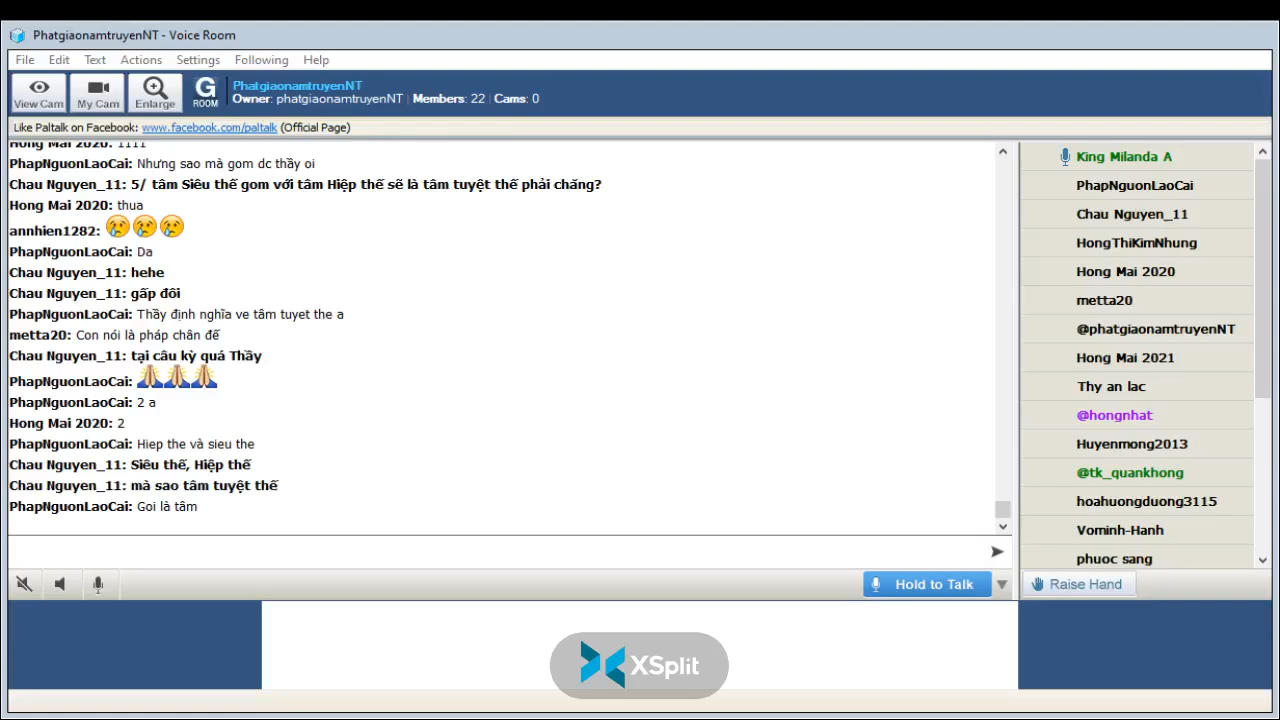 PhatgiaonamtruyenNT - Voice Room
File Edit Text Actions Settings Following Help
View Cam
My Cam
Enlarge
G ROOM
PhatgiaonamtruyenNT
Owner: phatgiaonamtruyenNT | Members: 22 | Cams: 0
Like Paltalk on Facebook: www.facebook.com/paltalk (Official Page)
Hong Mai 2020: 1111
PhapNguonLaoCai: Nhưng sao mà gom dc thầy oi
Chau Nguyen_11: 5/ tâm Siêu thế gom với tâm Hiệp thế sẽ là tâm tuyệt thế phải chăng?
Hong Mai 2020: thua
annhien1282:
PhapNguonLaoCai: Da
Chau Nguyen_11: hehe
Chau Nguyen_11: gấp đôi
PhapNguonLaoCai: Thầy định nghĩa ve tâm tuyet the a
metta20: Con nói là pháp chân đế
Chau Nguyen_11: tại câu kỳ quá Thầy
PhapNguonLaoCai:
PhapNguonLaoCai: 2 a
Hong Mai 2020: 2
PhapNguonLaoCai: Hiep the và sieu the
Chau Nguyen_11: Siêu thế, Hiệp thế
Chau Nguyen_11: mà sao tâm tuyệt thế
PhapNguonLaoCai: Goi là tâm
King Milanda A
PhapNguonLaoCai
Chau Nguyen_11
HongThiKimNhung
Hong Mai 2020
metta20
@phatgiaonamtruyenNT
Hong Mai 2021
Thy an lac
@hongnhat
Huyenmong2013
@tk_quankhong
hoahuongduong3115
Vominh-Hanh
phuoc sang
Hold to Talk
Raise Hand
XSplit